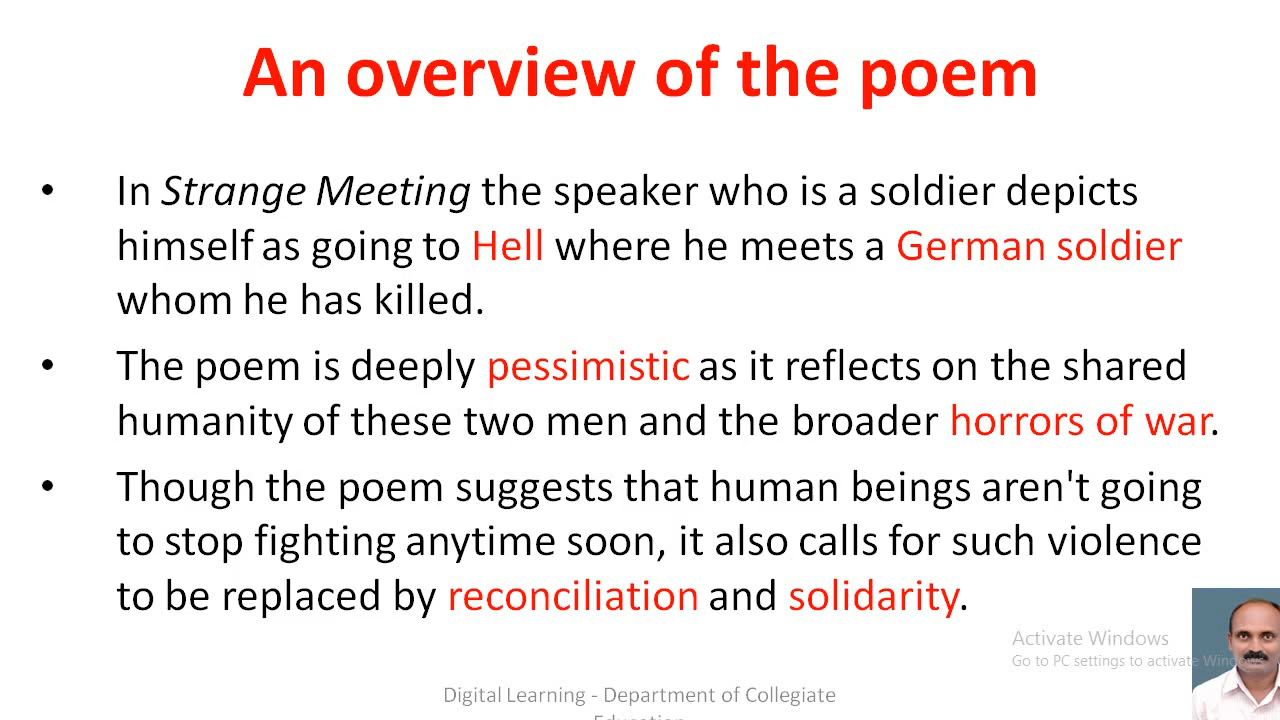 An overview of the poem
• In Strange Meeting the speaker who is a soldier depicts
himself as going to Hell where he meets a German soldier
whom he has killed.
• The poem is deeply pessimistic as it reflects on the shared
humanity of these two men and the broader horrors of war.
• Though the poem suggests that human beings aren't going
to stop fighting anytime soon, it also calls for such violence
to be replaced by reconciliation and solidarity.
Activate Windows
Go to PC settings to activate Windows.
Digital Learning - Department of Collegiate
Education